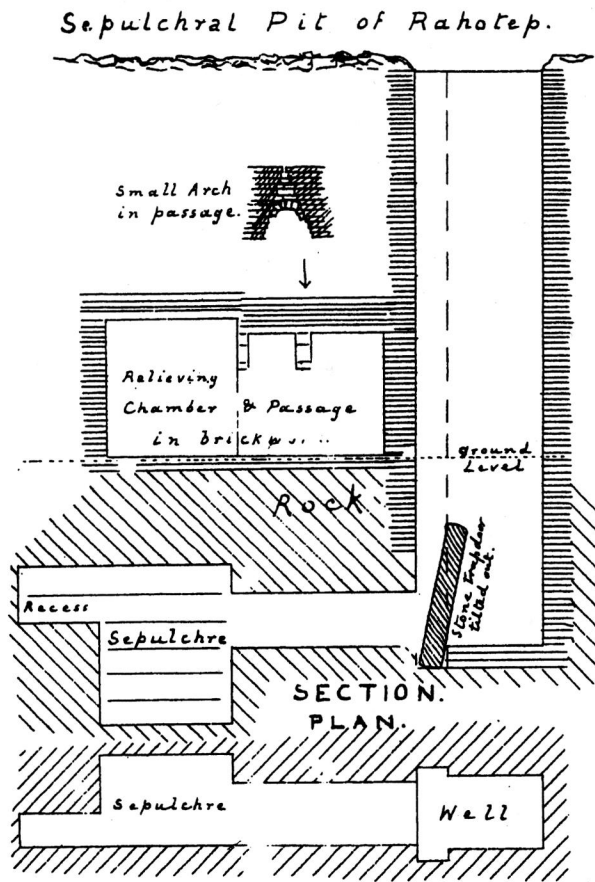 Sepulchral Pit of Rahotep.
Small Arch
in passage.
Relieving
Chamber & Passage
in brick
ground
Level
Rock
Stone trapdoor
tilted out.
Recess
Sepulchre
SECTION.
PLAN.
Sepulchre
Well